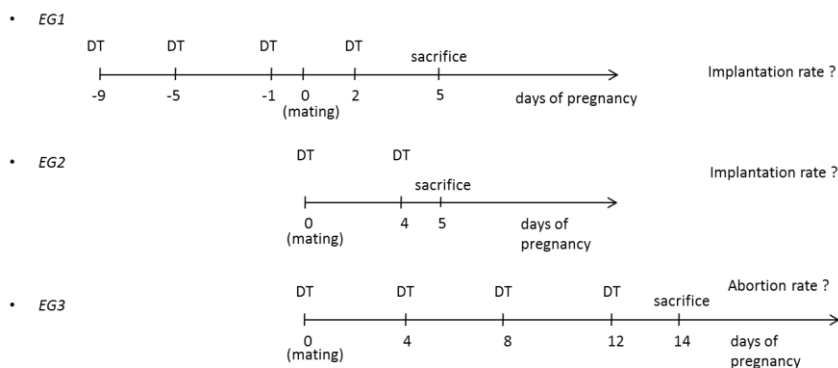 • EG1
DT DT DT DT
sacrifice
Implantation rate ?
-9 -5 -1 0 2 5 days of pregnancy
(mating)
• EG2
DT DT
sacrifice
Implantation rate ?
0 4 5 days of
(mating) pregnancy
Abortion rate ?
• EG3
DT DT DT DT
sacrifice
0 4 8 12 14 days of
(mating) pregnancy